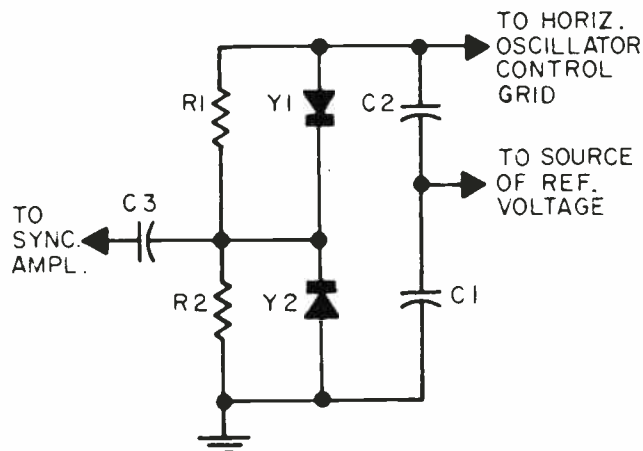 TO HORIZ.
OSCILLATOR
CONTROL
GRID
R1
Y1
C2
TO SOURCE
OF REF.
VOLTAGE
C3
TO
SYNC.
AMPL.
R2
Y2
C1